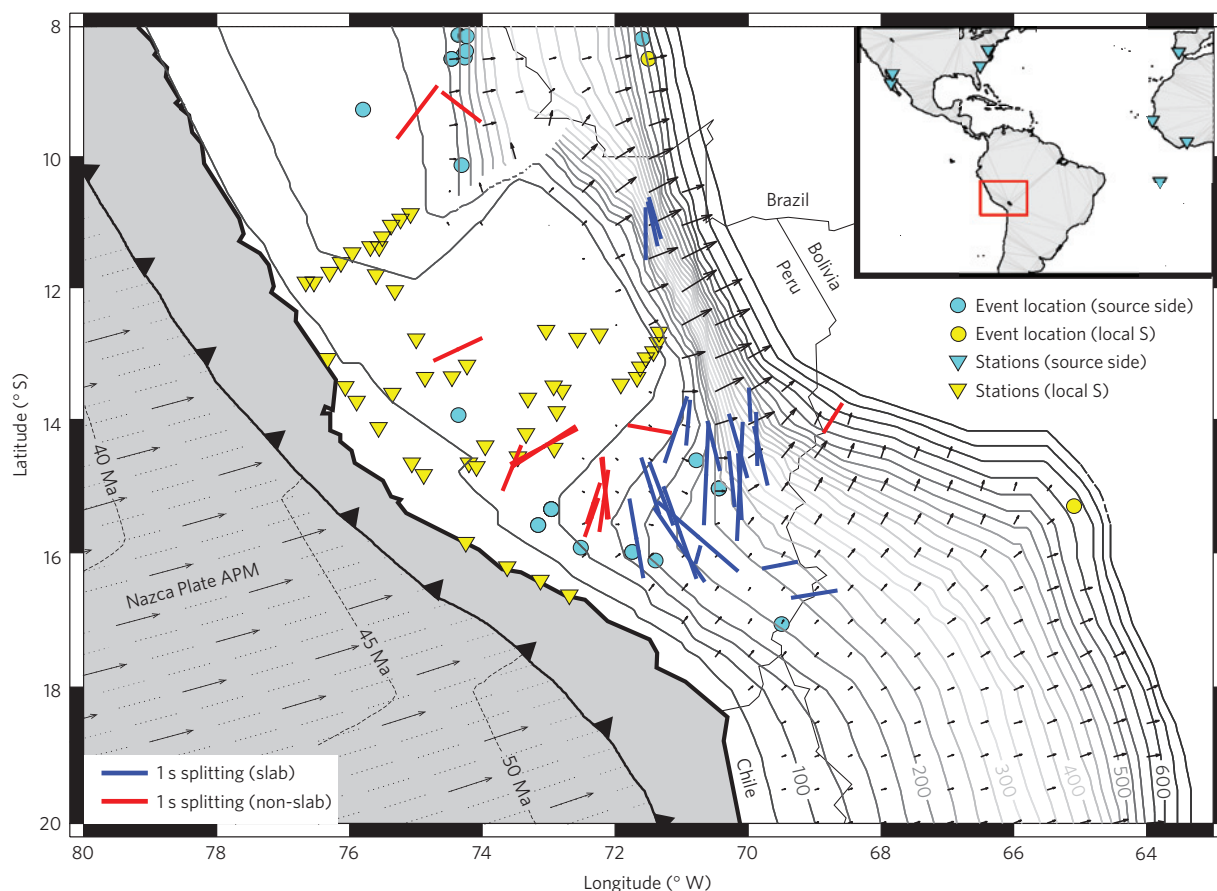 8
10
12
14
16
18
20
Latitude (° S)
80
78
76
74
72
70
68
66
64
Longitude (° W)
Brazil
Bolivia
Peru
Chile
Nazca Plate APM
40 Ma
45 Ma
50 Ma
100
200
300
400
500
600
Event location (source side)
Event location (local S)
Stations (source side)
Stations (local S)
1 s splitting (slab)
1 s splitting (non-slab)